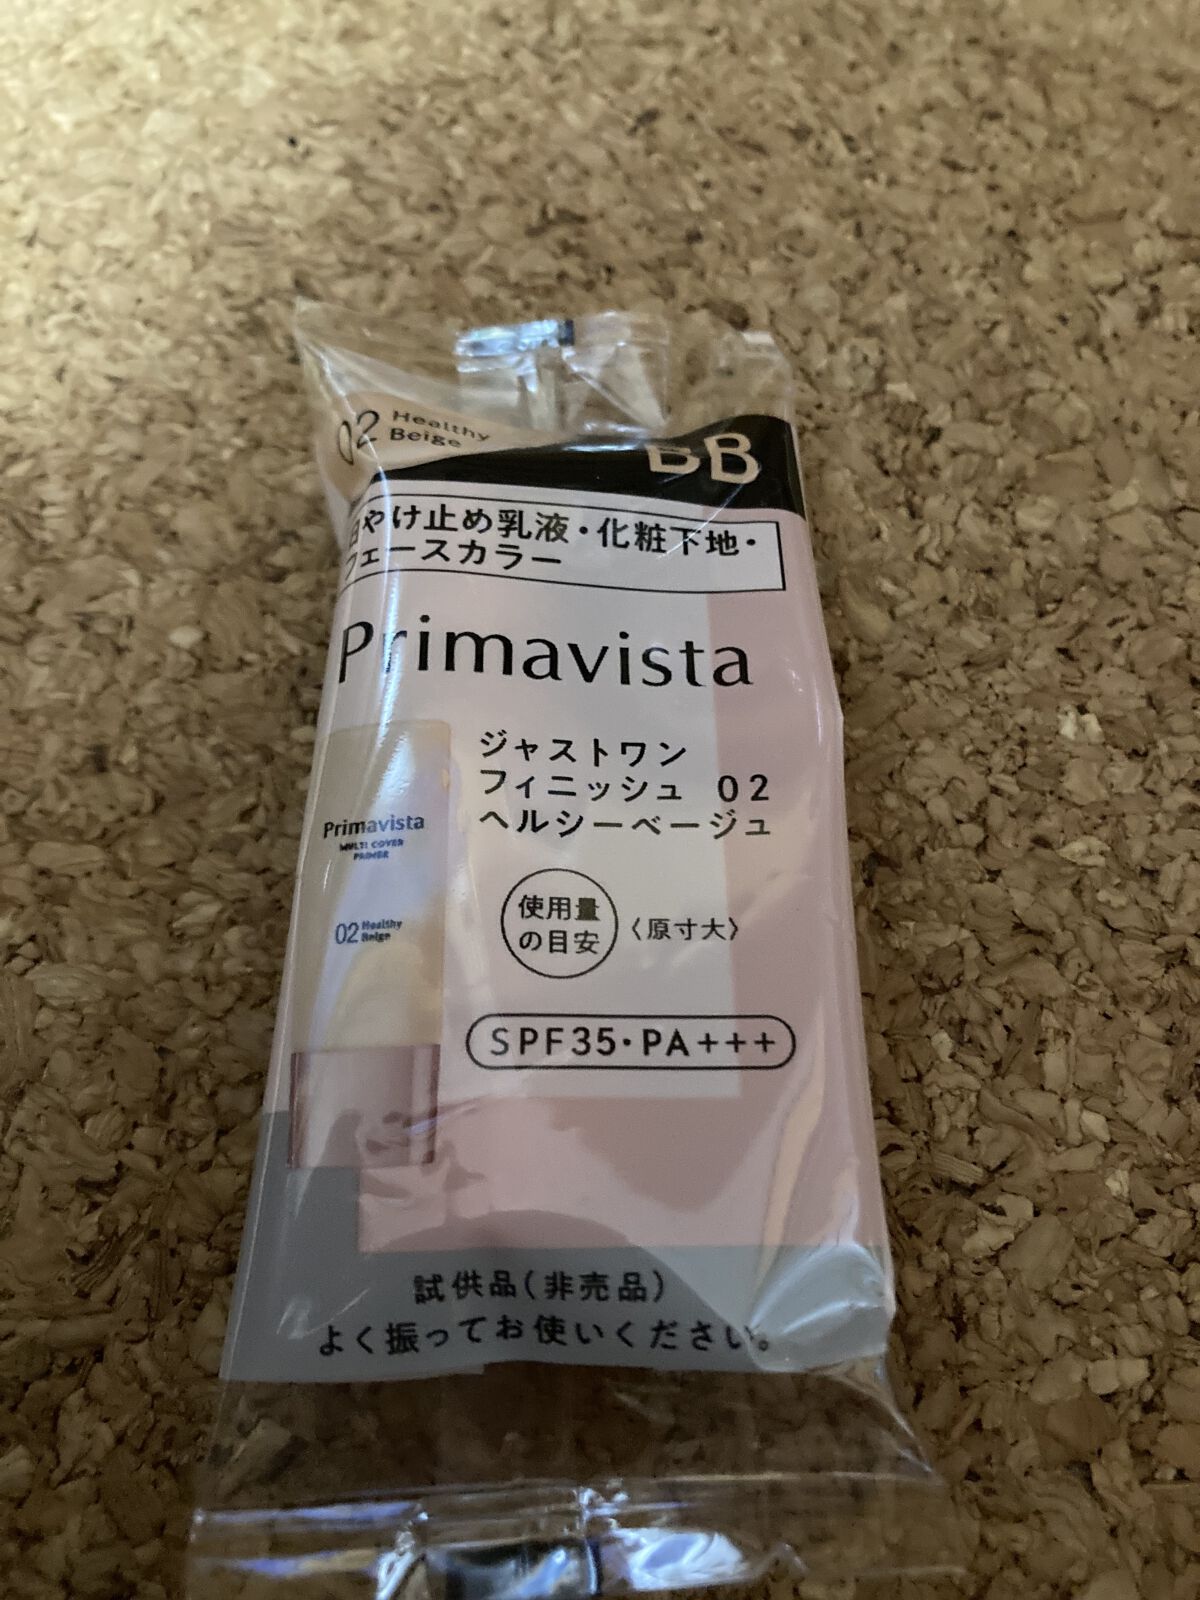 02 Healthy
Beige
BB
日やけ止め乳液・化粧下地・
フェースカラー
Primavista
ジャストワン
フィニッシュ 02
ヘルシーベージュ
Primavista
MULTI COVER
PRIMER
02 Healthy
Beige
使用量
の目安
〈原寸大〉
SPF35・PA+++
試供品(非売品)
よく振ってお使いください。